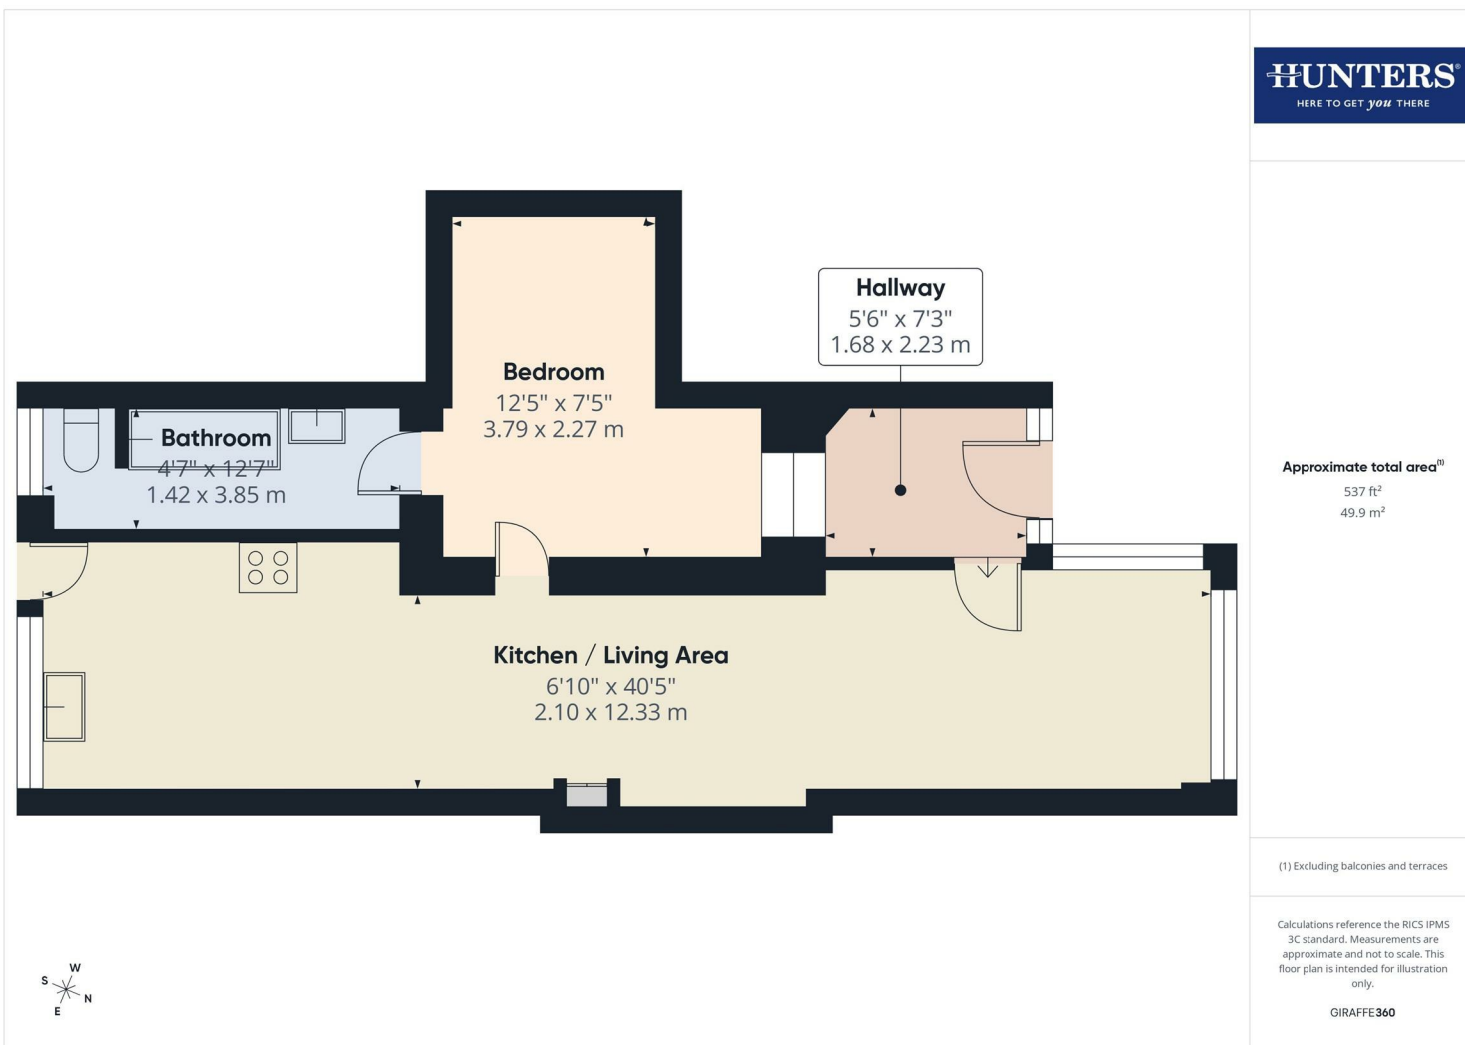 HUNTERS®
HERE TO GET you THERE
Hallway
5'6" x 7'3"
1.68 x 2.23 m
Bedroom
12'5" x 7'5"
3.79 x 2.27 m
Bathroom
4'7" x 12'7"
1.42 x 3.85 m
Kitchen / Living Area
6'10" x 40'5"
2.10 x 12.33 m
Approximate total area(1)
537 ft²
49.9 m²
(1) Excluding balconies and terraces
Calculations reference the RICS IPMS
3C standard. Measurements are
approximate and not to scale. This
floor plan is intended for illustration
only.
GIRAFFE360
W
S
N
E